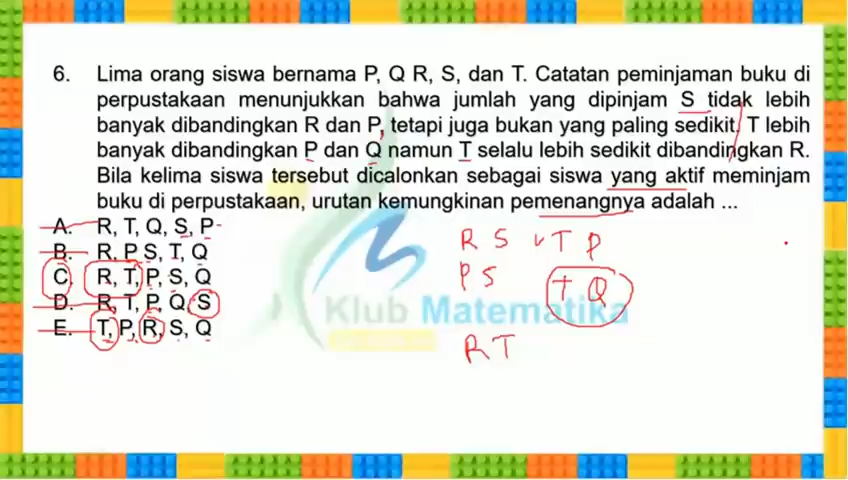 6. Lima orang siswa bernama P, Q R, S, dan T. Catatan peminjaman buku di
perpustakaan menunjukkan bahwa jumlah yang dipinjam S tidak lebih
banyak dibandingkan R dan P, tetapi juga bukan yang paling sedikit. T lebih
banyak dibandingkan P dan Q namun T selalu lebih sedikit dibandingkan R.
Bila kelima siswa tersebut dicalonkan sebagai siswa yang aktif meminjam
buku di perpustakaan, urutan kemungkinan pemenangnya adalah ...
A. R, T, Q, S, P
B. R, P S, T, Q
C. R, T, P, S, Q
D. R, T, P, Q, S
E. T, P, R, S, Q
R S T P
P S T Q
R T
Klub Matematika